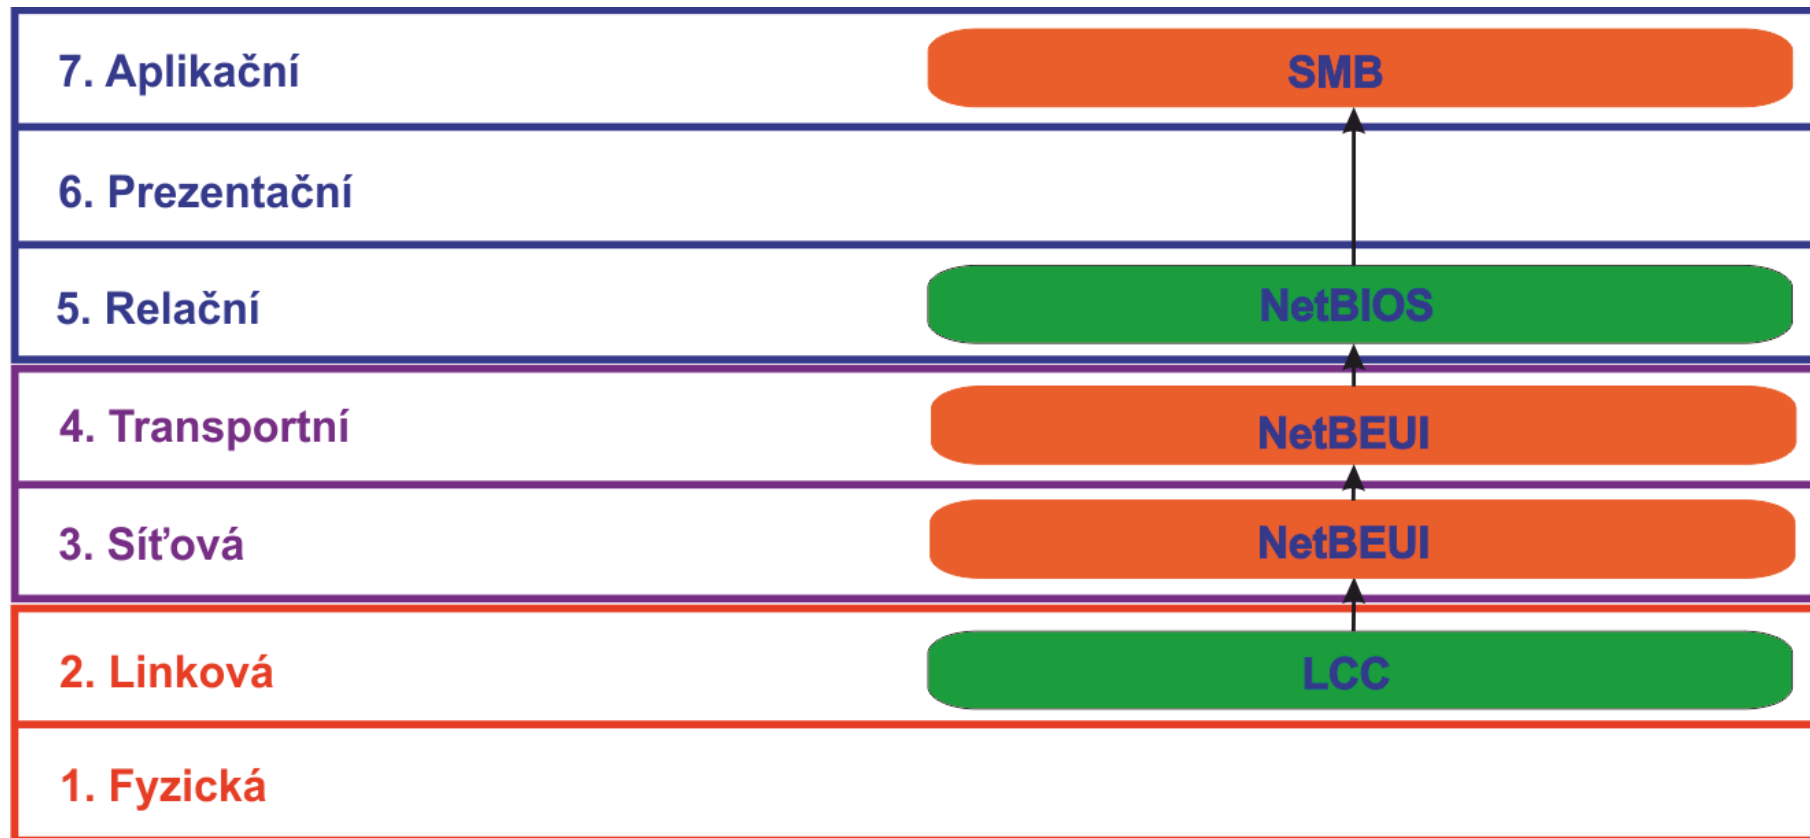 7. Aplikační
SMB
6. Prezentační
5. Relační
NetBIOS
4. Transportní
NetBEUI
3. Síťová
NetBEUI
2. Linková
LCC
1. Fyzická